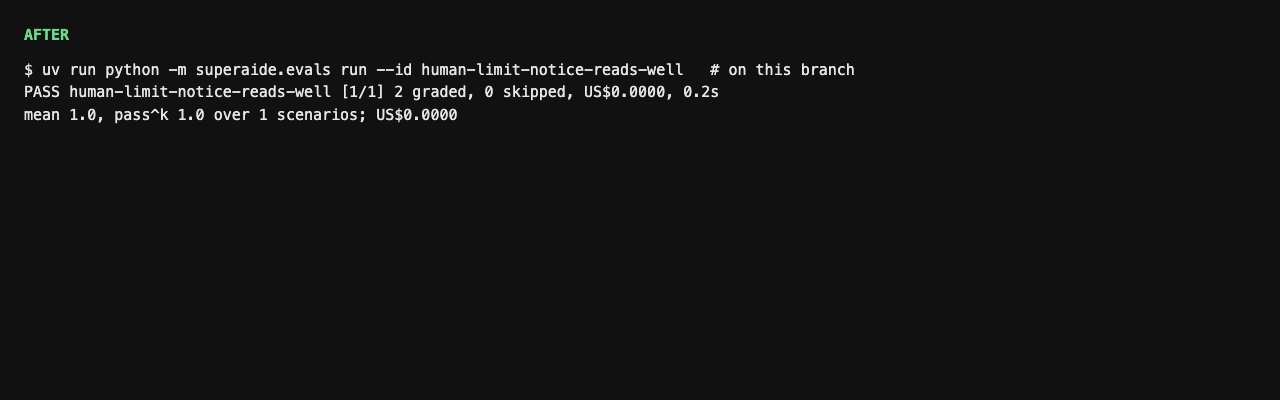 AFTER
$ uv run python -m superaide.evals run --id human-limit-notice-reads-well   # on this branch
PASS human-limit-notice-reads-well [1/1] 2 graded, 0 skipped, US$0.0000, 0.2s
mean 1.0, pass^k 1.0 over 1 scenarios; US$0.0000